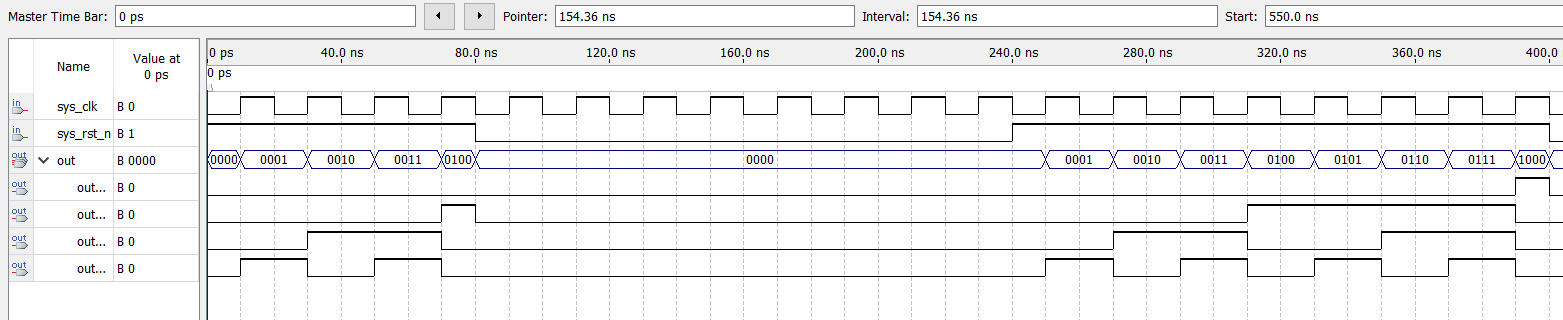 Master Time Bar: 0 ps Pointer: 154.36 ns Interval: 154.36 ns Start: 550.0 ns
Name Value at 0 ps
0 ps 40.0 ns 80.0 ns 120.0 ns 160.0 ns 200.0 ns 240.0 ns 280.0 ns 320.0 ns 360.0 ns 400.0
0 ps
in sys_clk B 0
in sys_rst_n B 1
out out B 0000 0000 0001 0010 0011 0100 0000 0001 0010 0011 0100 0101 0110 0111 1000
out out... B 0
out out... B 0
out out... B 0
out out... B 0